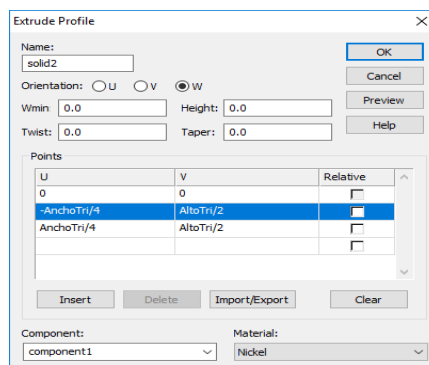 Extrude Profile
Name:
solid2
OK
Cancel
Orientation: U V W
Preview
Wmin 0.0 Height: 0.0
Help
Twist: 0.0 Taper: 0.0
Points
U V Relative
0 0
-AnchoTri/4 AltoTri/2
AnchoTri/4 AltoTri/2
Insert Delete Import/Export Clear
Component: Material:
component1 Nickel